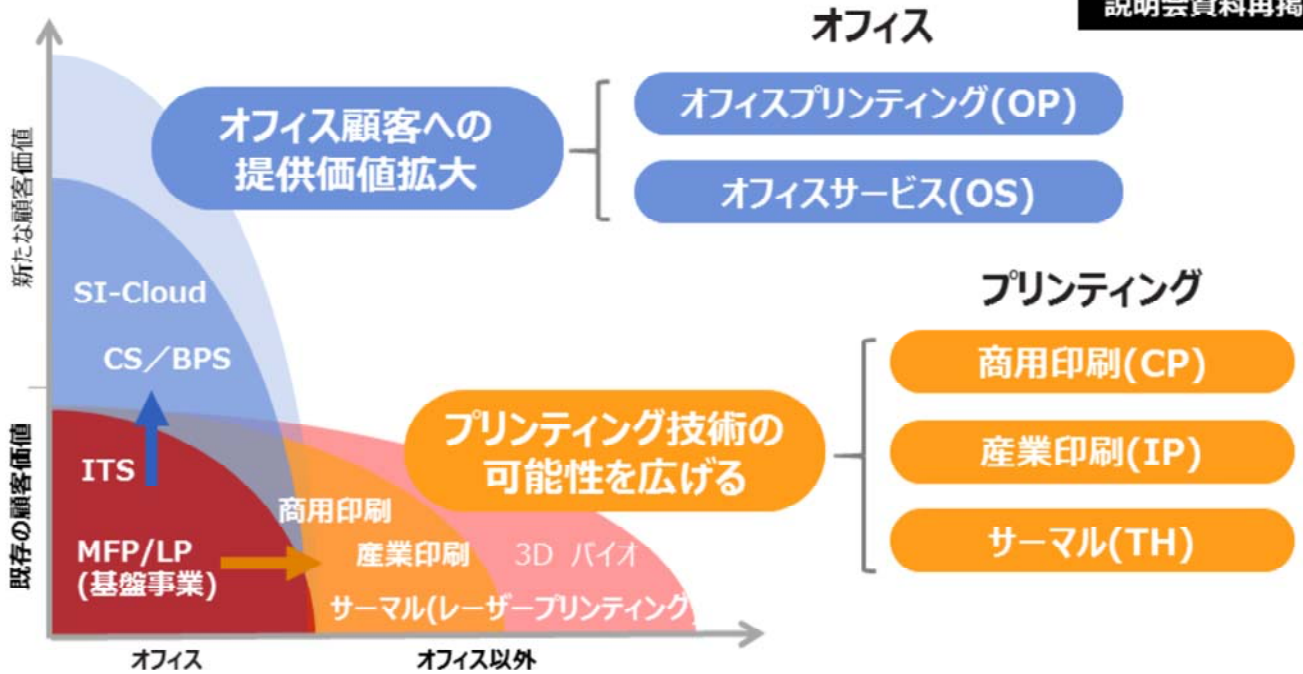 説明会資料再掲
オフィス
オフィス顧客への
提供価値拡大
オフィスプリンティング(OP)
オフィスサービス(OS)
プリンティング
プリンティング技術の
可能性を広げる
商用印刷(CP)
産業印刷(IP)
サーマル(TH)
新たな顧客価値
既存の顧客価値
SI-Cloud
CS／BPS
ITS
MFP/LP
(基盤事業)
商用印刷
産業印刷
3D バイオ
サーマル(レーザープリンティング)
オフィス
オフィス以外